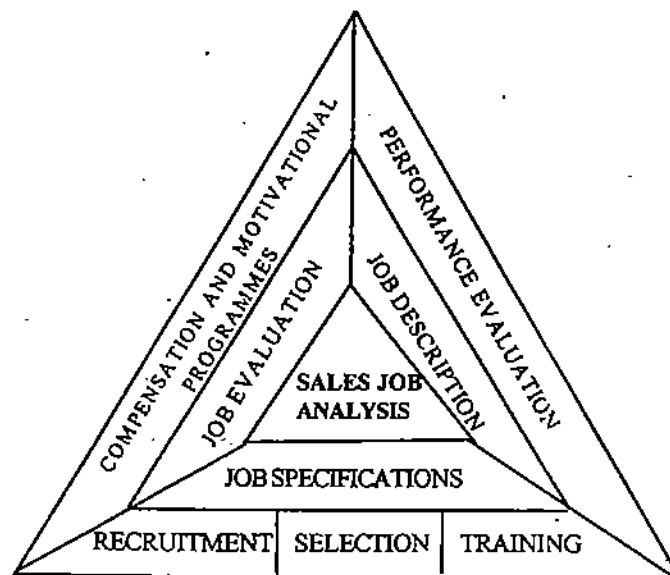 COMPENSATION AND MOTIVATIONAL
PROGRAMMES
PERFORMANCE EVALUATION
JOB EVALUATION
JOB DESCRIPTION
SALES JOB
ANALYSIS
JOB SPECIFICATIONS
RECRUITMENT
SELECTION
TRAINING